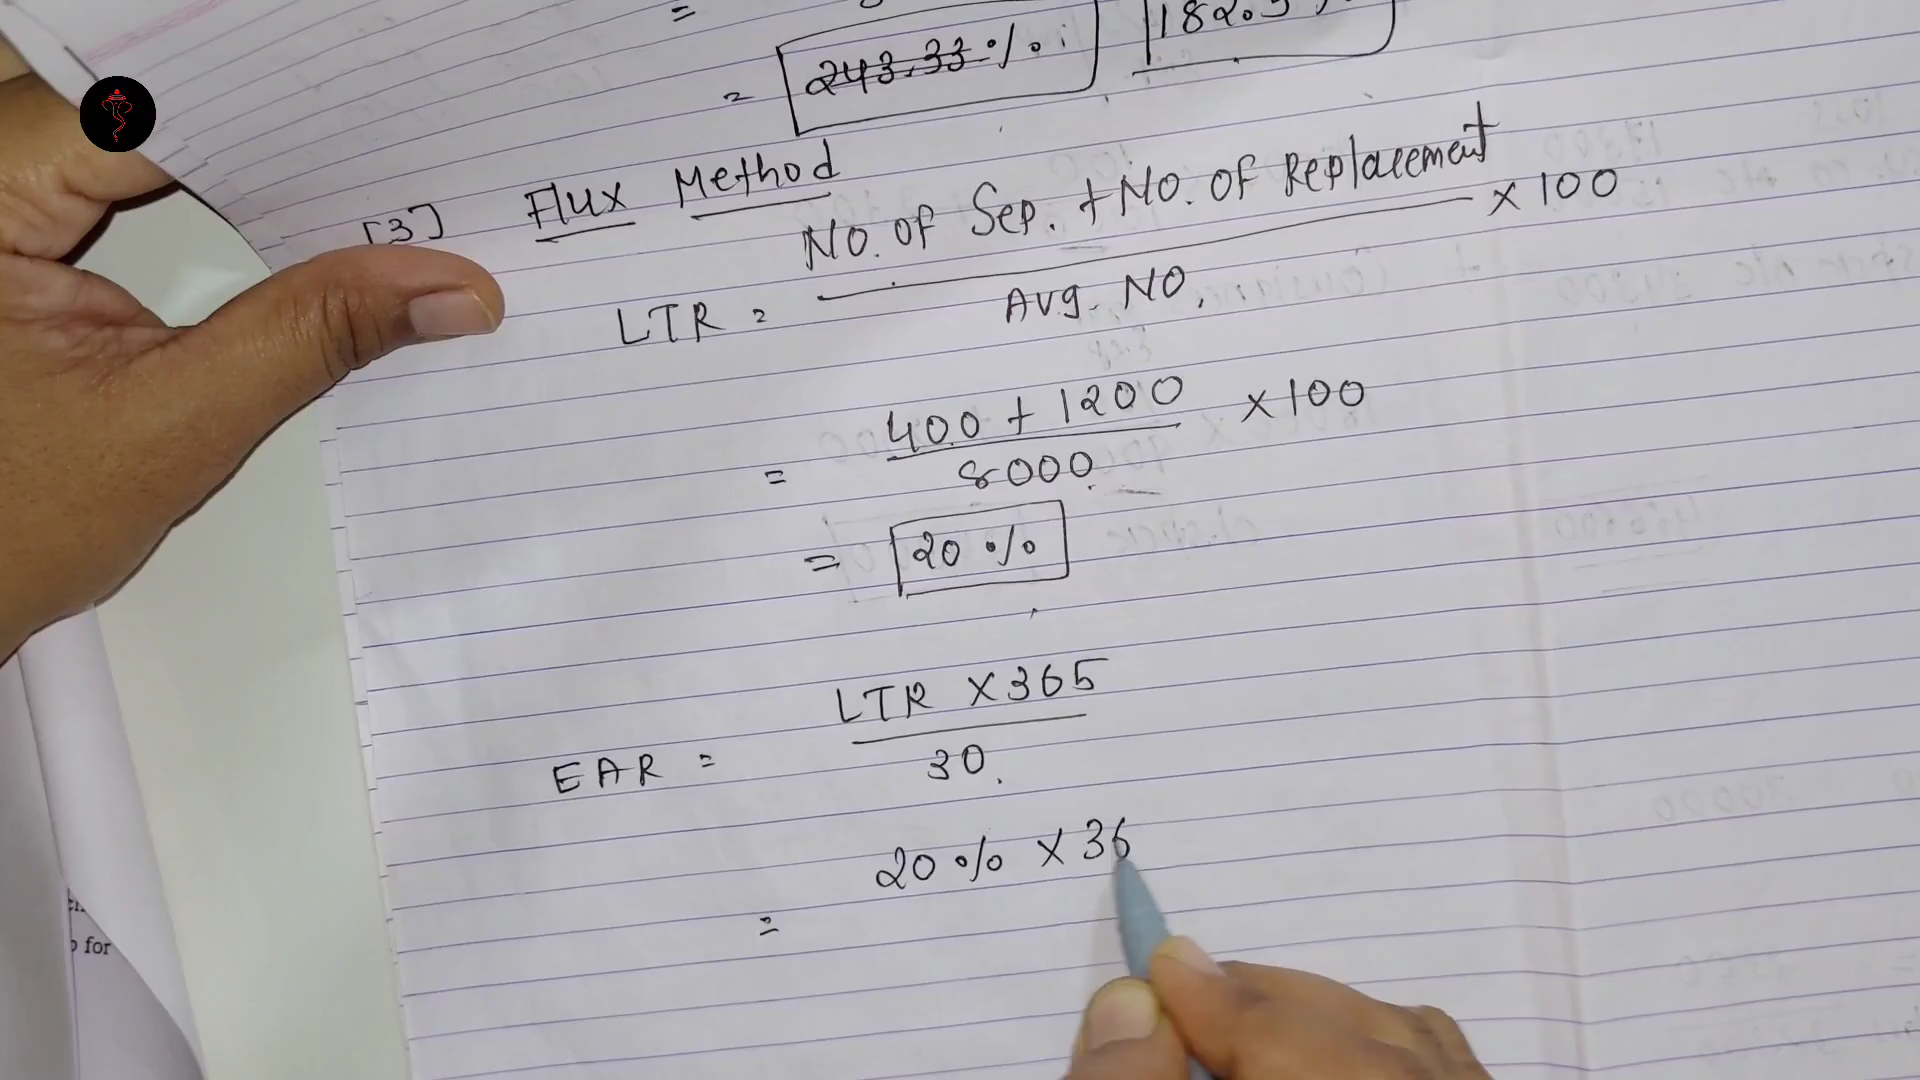 =
= 243.33% 182.5
[3] Flux Method
LTR = No. of Sep. + No. of Replacement × 100
Avg. No.
= 400 + 1200 × 100
8000
= 20%
EAR = LTR × 365
30
= 20% × 36
for